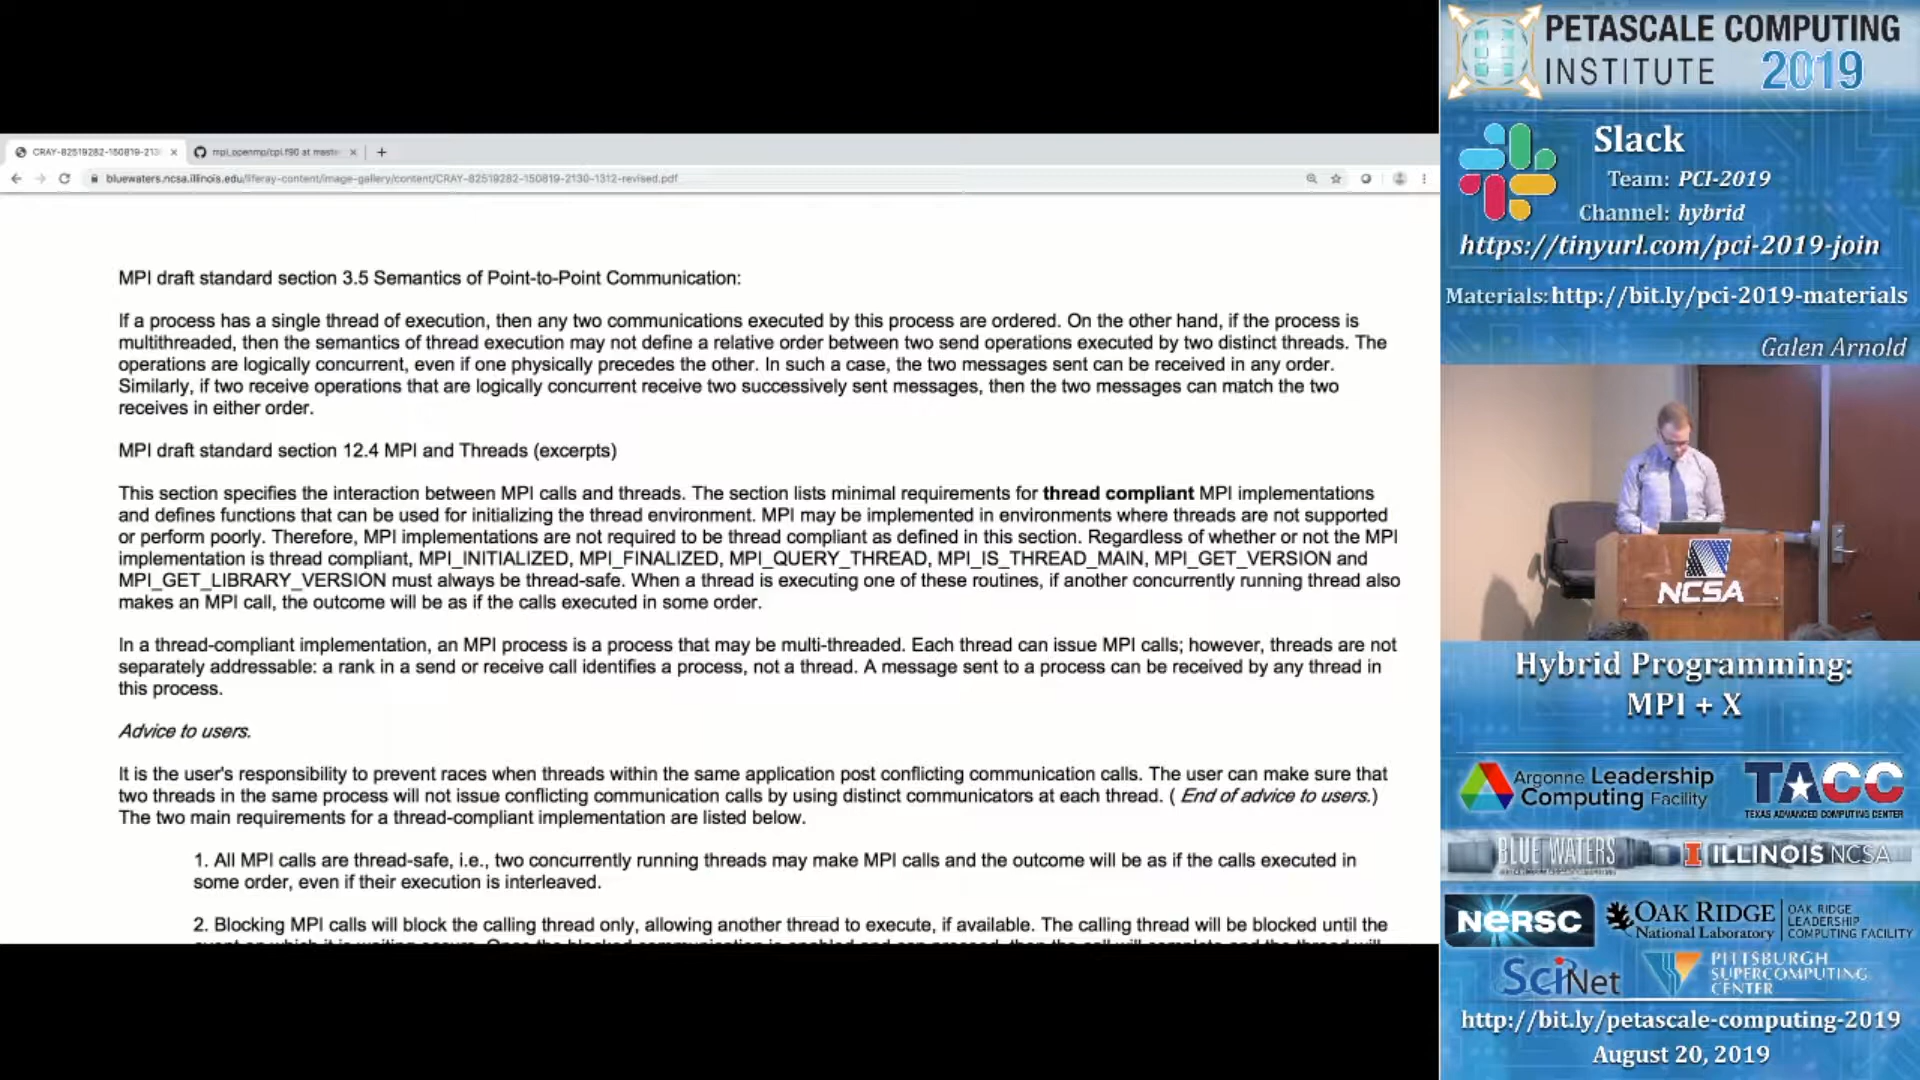 CRAY-82519282-150819-213
mpi_openmp/cpi.f90 at maste
bluewaters.ncsa.illinois.edu/liferay-content/image-gallery/content/CRAY-82519282-150819-2130-1312-revised.pdf
MPI draft standard section 3.5 Semantics of Point-to-Point Communication:
If a process has a single thread of execution, then any two communications executed by this process are ordered. On the other hand, if the process is
multithreaded, then the semantics of thread execution may not define a relative order between two send operations executed by two distinct threads. The
operations are logically concurrent, even if one physically precedes the other. In such a case, the two messages sent can be received in any order.
Similarly, if two receive operations that are logically concurrent receive two successively sent messages, then the two messages can match the two
receives in either order.
MPI draft standard section 12.4 MPI and Threads (excerpts)
This section specifies the interaction between MPI calls and threads. The section lists minimal requirements for thread compliant MPI implementations
and defines functions that can be used for initializing the thread environment. MPI may be implemented in environments where threads are not supported
or perform poorly. Therefore, MPI implementations are not required to be thread compliant as defined in this section. Regardless of whether or not the MPI
implementation is thread compliant, MPI_INITIALIZED, MPI_FINALIZED, MPI_QUERY_THREAD, MPI_IS_THREAD_MAIN, MPI_GET_VERSION and
MPI_GET_LIBRARY_VERSION must always be thread-safe. When a thread is executing one of these routines, if another concurrently running thread also
makes an MPI call, the outcome will be as if the calls executed in some order.
In a thread-compliant implementation, an MPI process is a process that may be multi-threaded. Each thread can issue MPI calls; however, threads are not
separately addressable: a rank in a send or receive call identifies a process, not a thread. A message sent to a process can be received by any thread in
this process.
Advice to users.
It is the user's responsibility to prevent races when threads within the same application post conflicting communication calls. The user can make sure that
two threads in the same process will not issue conflicting communication calls by using distinct communicators at each thread. ( End of advice to users.)
The two main requirements for a thread-compliant implementation are listed below.
1. All MPI calls are thread-safe, i.e., two concurrently running threads may make MPI calls and the outcome will be as if the calls executed in
some order, even if their execution is interleaved.
2. Blocking MPI calls will block the calling thread only, allowing another thread to execute, if available. The calling thread will be blocked until the
PETASCALE COMPUTING
INSTITUTE 2019
Slack
Team: PCI-2019
Channel: hybrid
https://tinyurl.com/pci-2019-join
Materials: http://bit.ly/pci-2019-materials
Galen Arnold
NCSA
Hybrid Programming:
MPI + X
Argonne Leadership
Computing Facility
TACC
TEXAS ADVANCED COMPUTING CENTER
BLUE WATERS
I ILLINOIS NCSA
NERSC
OAK RIDGE
National Laboratory
OAK RIDGE
LEADERSHIP
COMPUTING FACILITY
SciNet
PITTSBURGH
SUPERCOMPUTING
CENTER
http://bit.ly/petascale-computing-2019
August 20, 2019